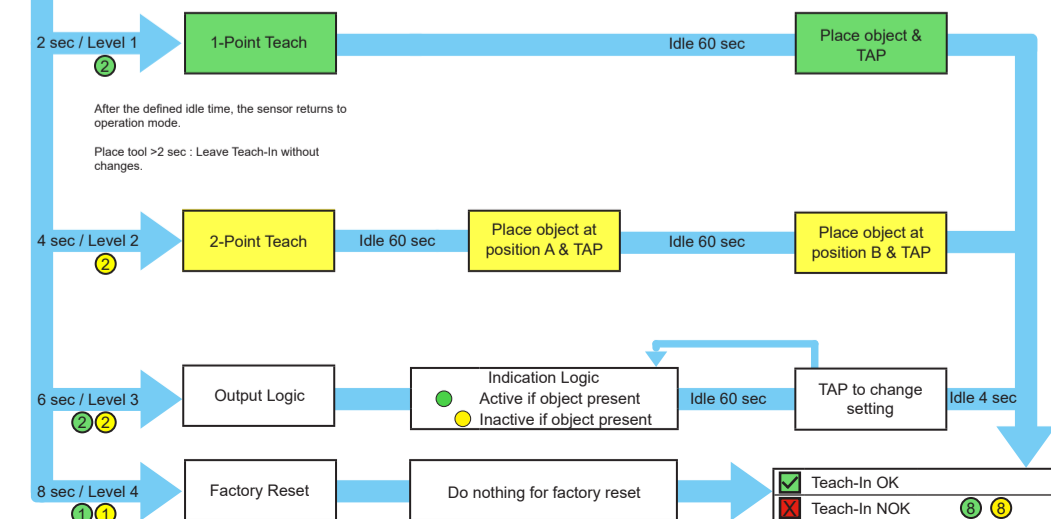 2 sec / Level 1
2
1-Point Teach
Idle 60 sec
Place object &
TAP
After the defined idle time, the sensor returns to
operation mode.
Place tool >2 sec : Leave Teach-In without
changes.
4 sec / Level 2
2
2-Point Teach
Idle 60 sec
Place object at
position A & TAP
Idle 60 sec
Place object at
position B & TAP
6 sec / Level 3
2 2
Output Logic
Indication Logic
Active if object present
Inactive if object present
Idle 60 sec
TAP to change
setting
Idle 4 sec
8 sec / Level 4
1 1
Factory Reset
Do nothing for factory reset
Teach-In OK
Teach-In NOK
8 8